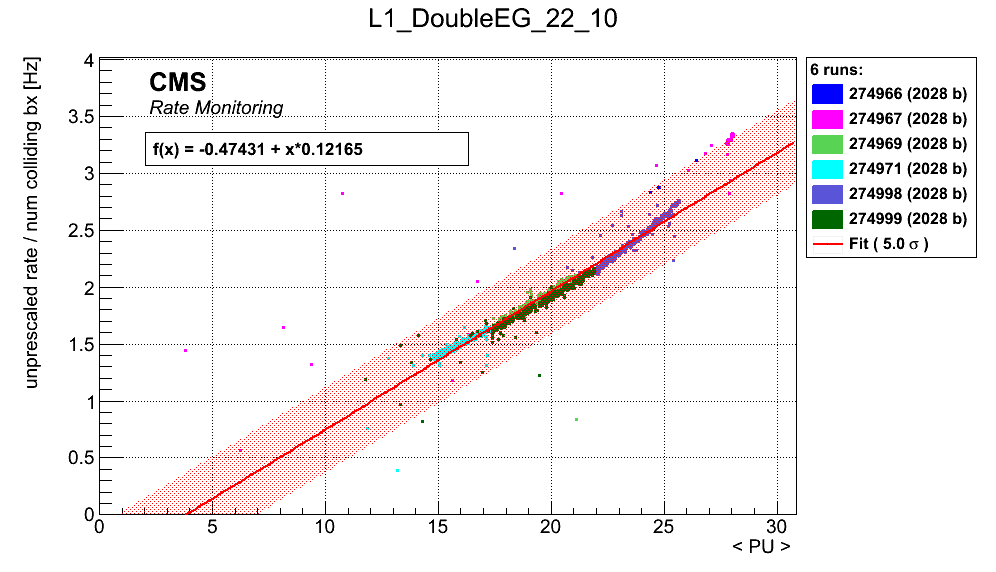 L1_DoubleEG_22_10
unprescaled rate / num colliding bx [Hz]
CMS
Rate Monitoring
f(x) = -0.47431 + x*0.12165
4
3.5
3
2.5
2
1.5
1
0.5
0
0 5 10 15 20 25 30
< PU >
6 runs:
274966 (2028 b)
274967 (2028 b)
274969 (2028 b)
274971 (2028 b)
274998 (2028 b)
274999 (2028 b)
Fit ( 5.0 σ )